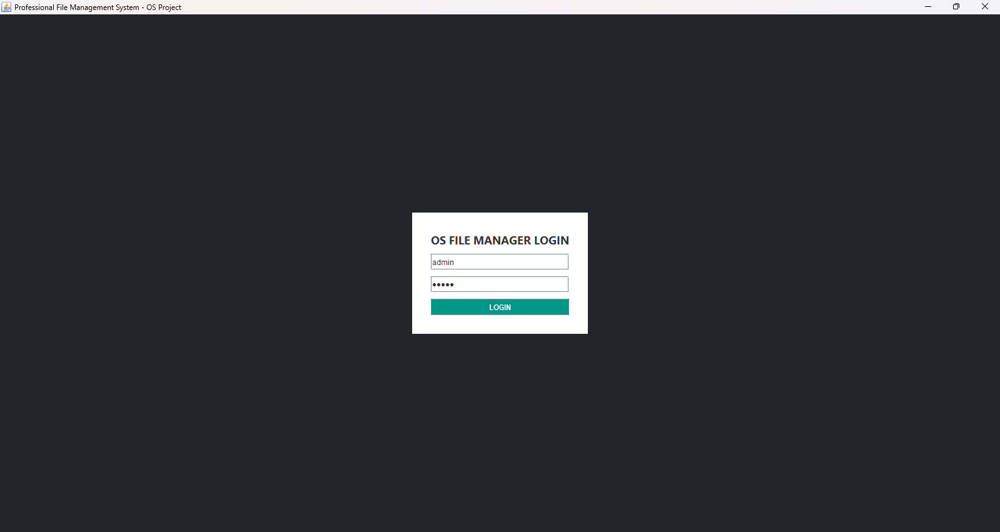 Professional File Management System - OS Project
OS FILE MANAGER LOGIN
admin
•••••
LOGIN